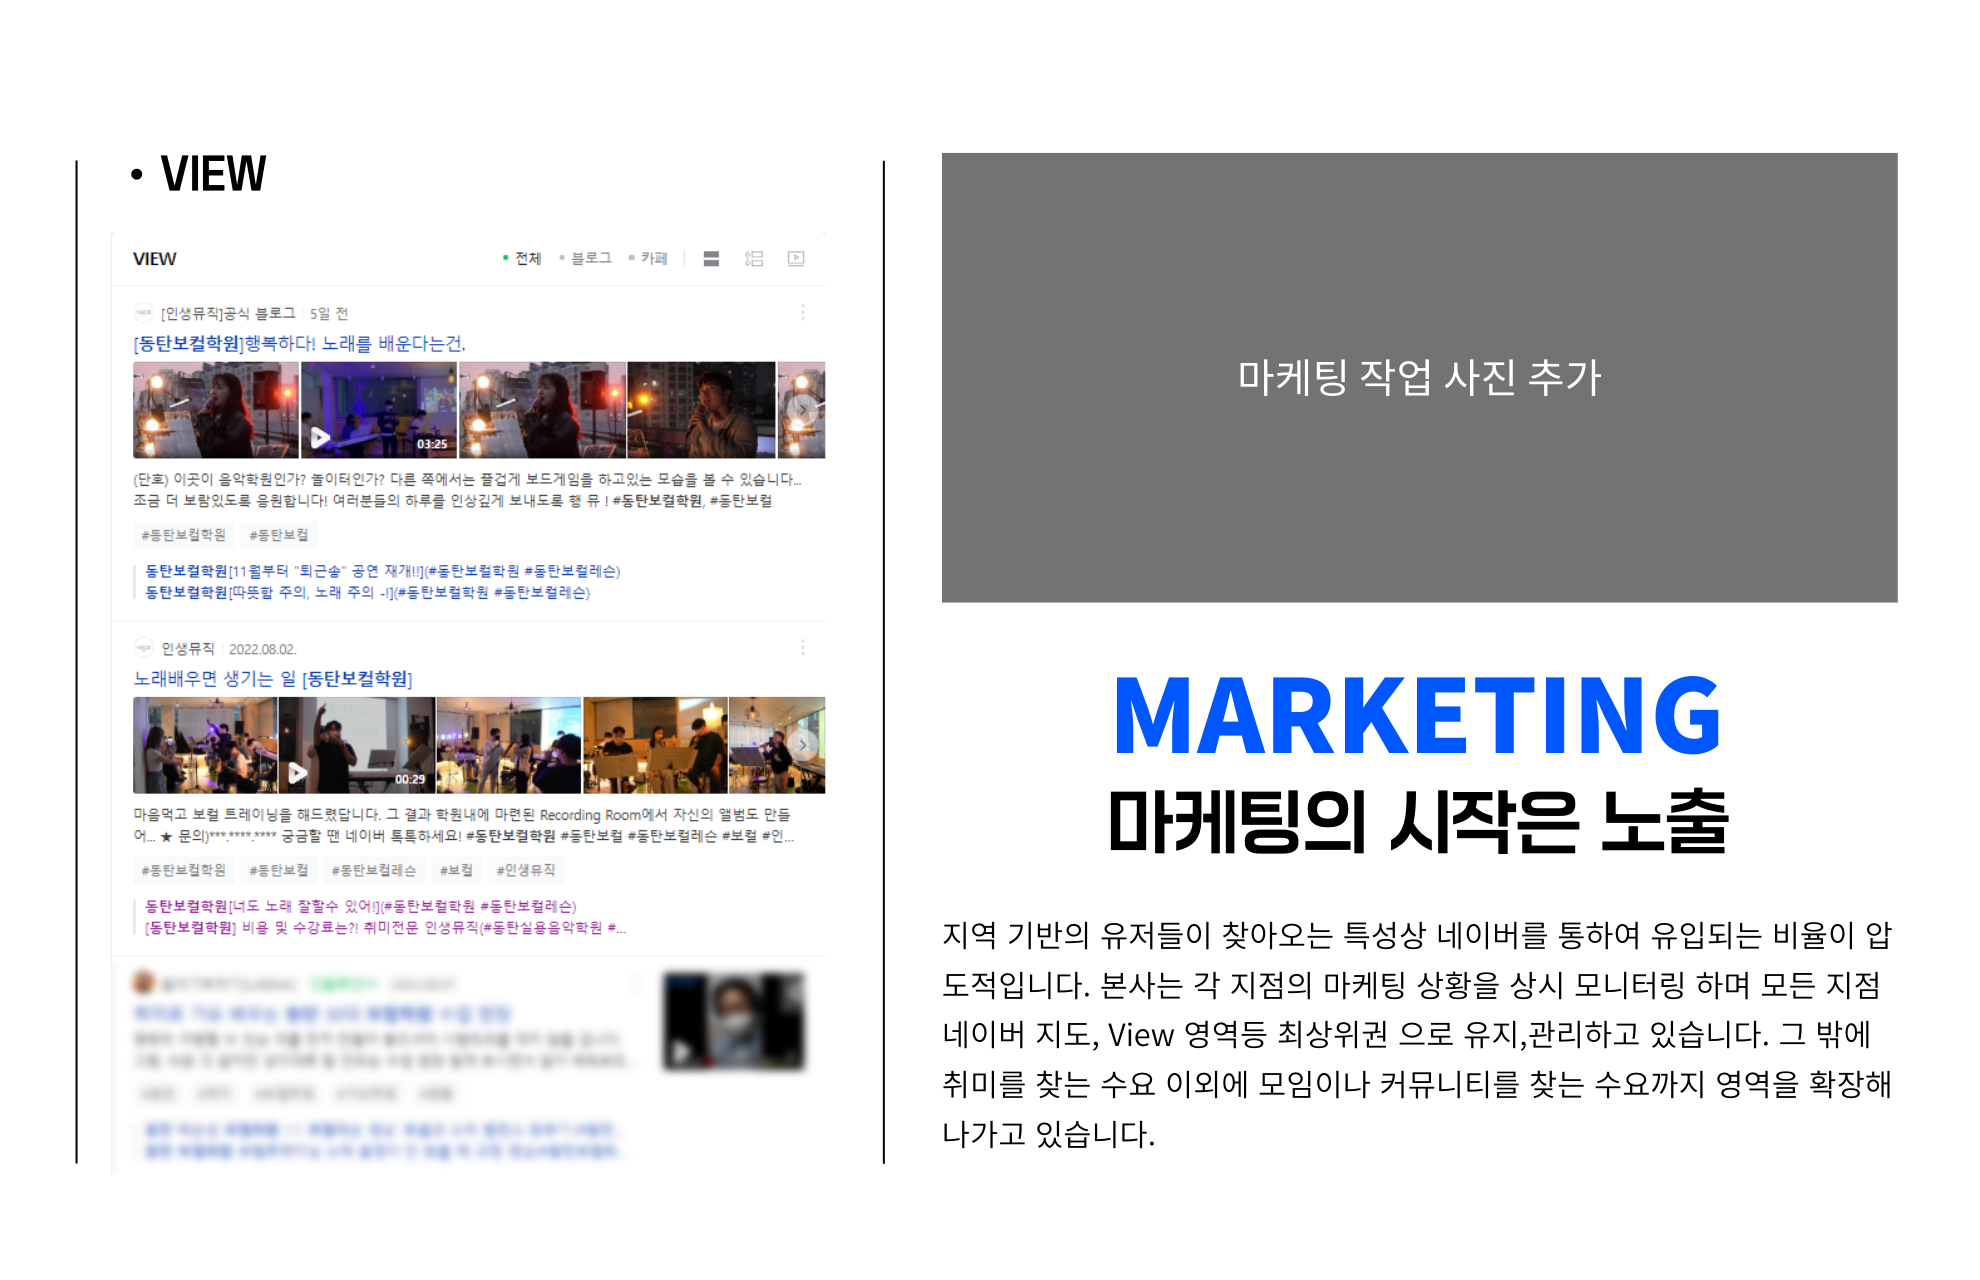 • VIEW
VIEW
• 전체 • 블로그 • 카페
[인생뮤직]공식 블로그 5일 전
[동탄보컬학원]행복하다! 노래를 배운다는건.
03:25
(단호) 이곳이 음악학원인가? 놀이터인가? 다른 쪽에서는 즐겁게 보드게임을 하고있는 모습을 볼 수 있습니다...
조금 더 보람있도록 응원합니다! 여러분들의 하루를 인상깊게 보내도록 행 뮤 ! #동탄보컬학원, #동탄보컬
#동탄보컬학원 #동탄보컬
동탄보컬학원[11월부터 "퇴근송" 공연 재개!!](#동탄보컬학원 #동탄보컬레슨)
동탄보컬학원[따뜻함 주의, 노래 주의 -!](#동탄보컬학원 #동탄보컬레슨)
인생뮤직 2022.08.02.
노래배우면 생기는 일 [동탄보컬학원]
00:29
마음먹고 보컬 트레이닝을 해드렸답니다. 그 결과 학원내에 마련된 Recording Room에서 자신의 앨범도 만들
어... ★ 문의)***.****.**** 궁금할 땐 네이버 톡톡하세요! #동탄보컬학원 #동탄보컬 #동탄보컬레슨 #보컬 #인...
#동탄보컬학원 #동탄보컬 #동탄보컬레슨 #보컬 #인생뮤직
동탄보컬학원[너도 노래 잘할수 있어!](#동탄보컬학원 #동탄보컬레슨)
[동탄보컬학원] 비용 및 수강료는?! 취미전문 인생뮤직(#동탄실용음악학원 #...
마케팅 작업 사진 추가
MARKETING
마케팅의 시작은 노출
지역 기반의 유저들이 찾아오는 특성상 네이버를 통하여 유입되는 비율이 압
도적입니다. 본사는 각 지점의 마케팅 상황을 상시 모니터링 하며 모든 지점
네이버 지도, View 영역등 최상위권 으로 유지,관리하고 있습니다. 그 밖에
취미를 찾는 수요 이외에 모임이나 커뮤니티를 찾는 수요까지 영역을 확장해
나가고 있습니다.